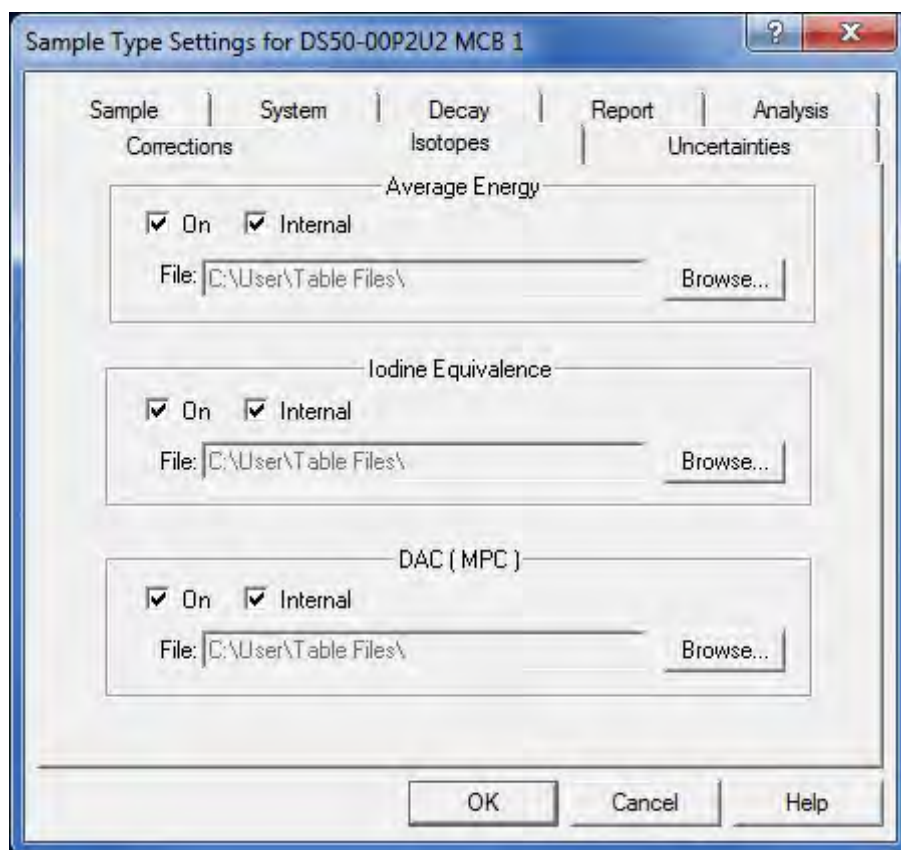 Sample Type Settings for DS50-00P2U2 MCB 1
Sample System Decay Report Analysis
Corrections Isotopes Uncertainties
Average Energy
On Internal
File: C:\User\Table Files\ Browse...
Iodine Equivalence
On Internal
File: C:\User\Table Files\ Browse...
DAC ( MPC )
On Internal
File: C:\User\Table Files\ Browse...
OK Cancel Help